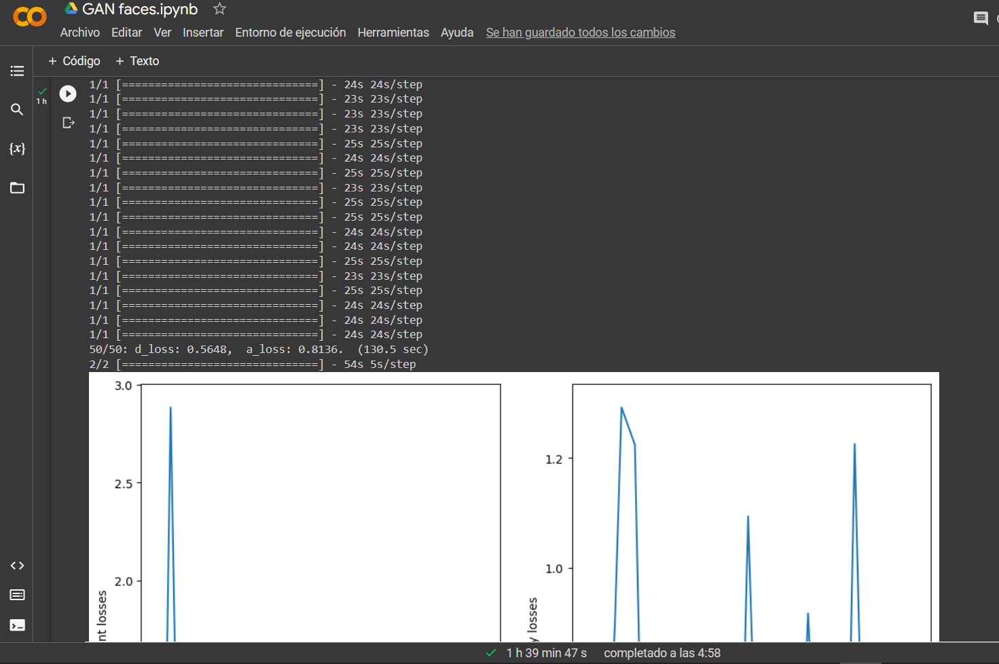 GAN faces.ipynb
Archivo Editar Ver Insertar Entorno de ejecución Herramientas Ayuda Se han guardado todos los cambios
+ Código + Texto
1 h
{x}
1/1 [==============================] - 24s 24s/step
1/1 [==============================] - 23s 23s/step
1/1 [==============================] - 23s 23s/step
1/1 [==============================] - 23s 23s/step
1/1 [==============================] - 25s 25s/step
1/1 [==============================] - 24s 24s/step
1/1 [==============================] - 25s 25s/step
1/1 [==============================] - 23s 23s/step
1/1 [==============================] - 25s 25s/step
1/1 [==============================] - 25s 25s/step
1/1 [==============================] - 24s 24s/step
1/1 [==============================] - 24s 24s/step
1/1 [==============================] - 25s 25s/step
1/1 [==============================] - 23s 23s/step
1/1 [==============================] - 25s 25s/step
1/1 [==============================] - 24s 24s/step
1/1 [==============================] - 24s 24s/step
1/1 [==============================] - 24s 24s/step
50/50: d_loss: 0.5648,  a_loss: 0.8136.  (130.5 sec)
2/2 [==============================] - 54s 5s/step
3.0
2.5
2.0
nt losses
1.2
1.0
y losses
1 h 39 min 47 s completado a las 4:58